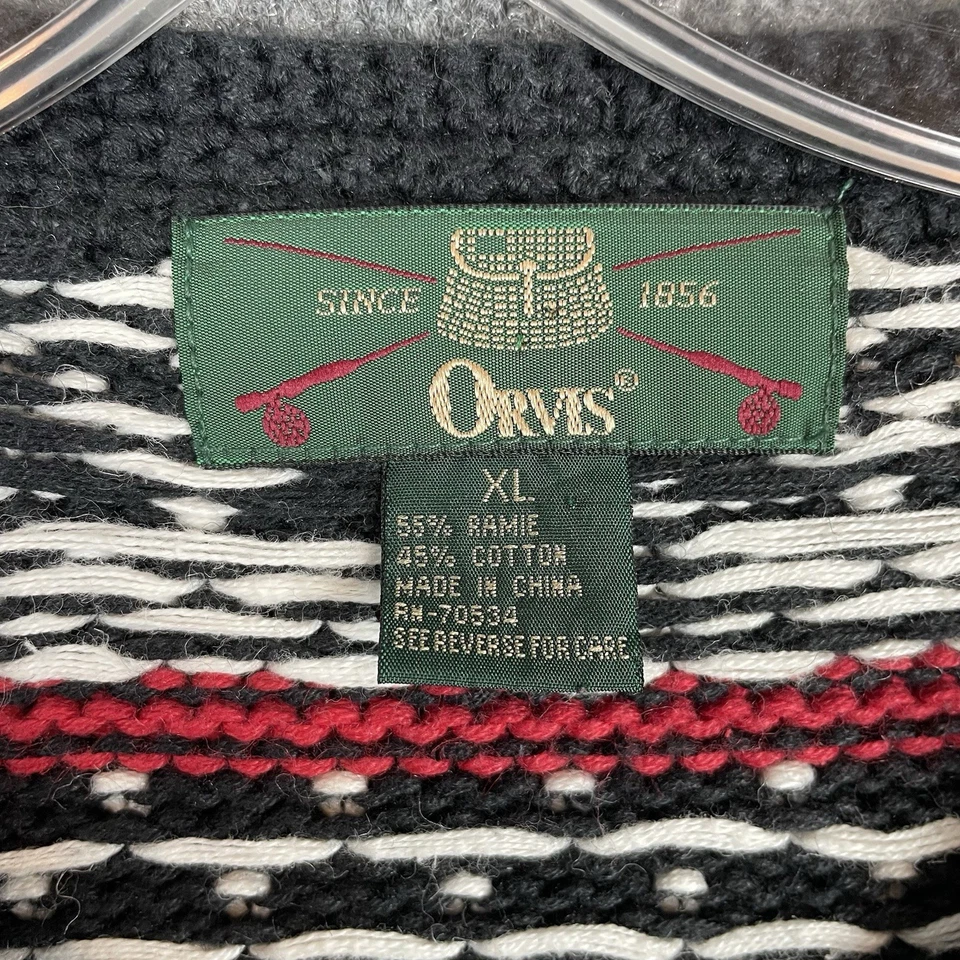 SINCE 1856
ORVIS®
XL
55% RAMIE
45% COTTON
MADE IN CHINA
RN-70534
SEE REVERSE FOR CARE